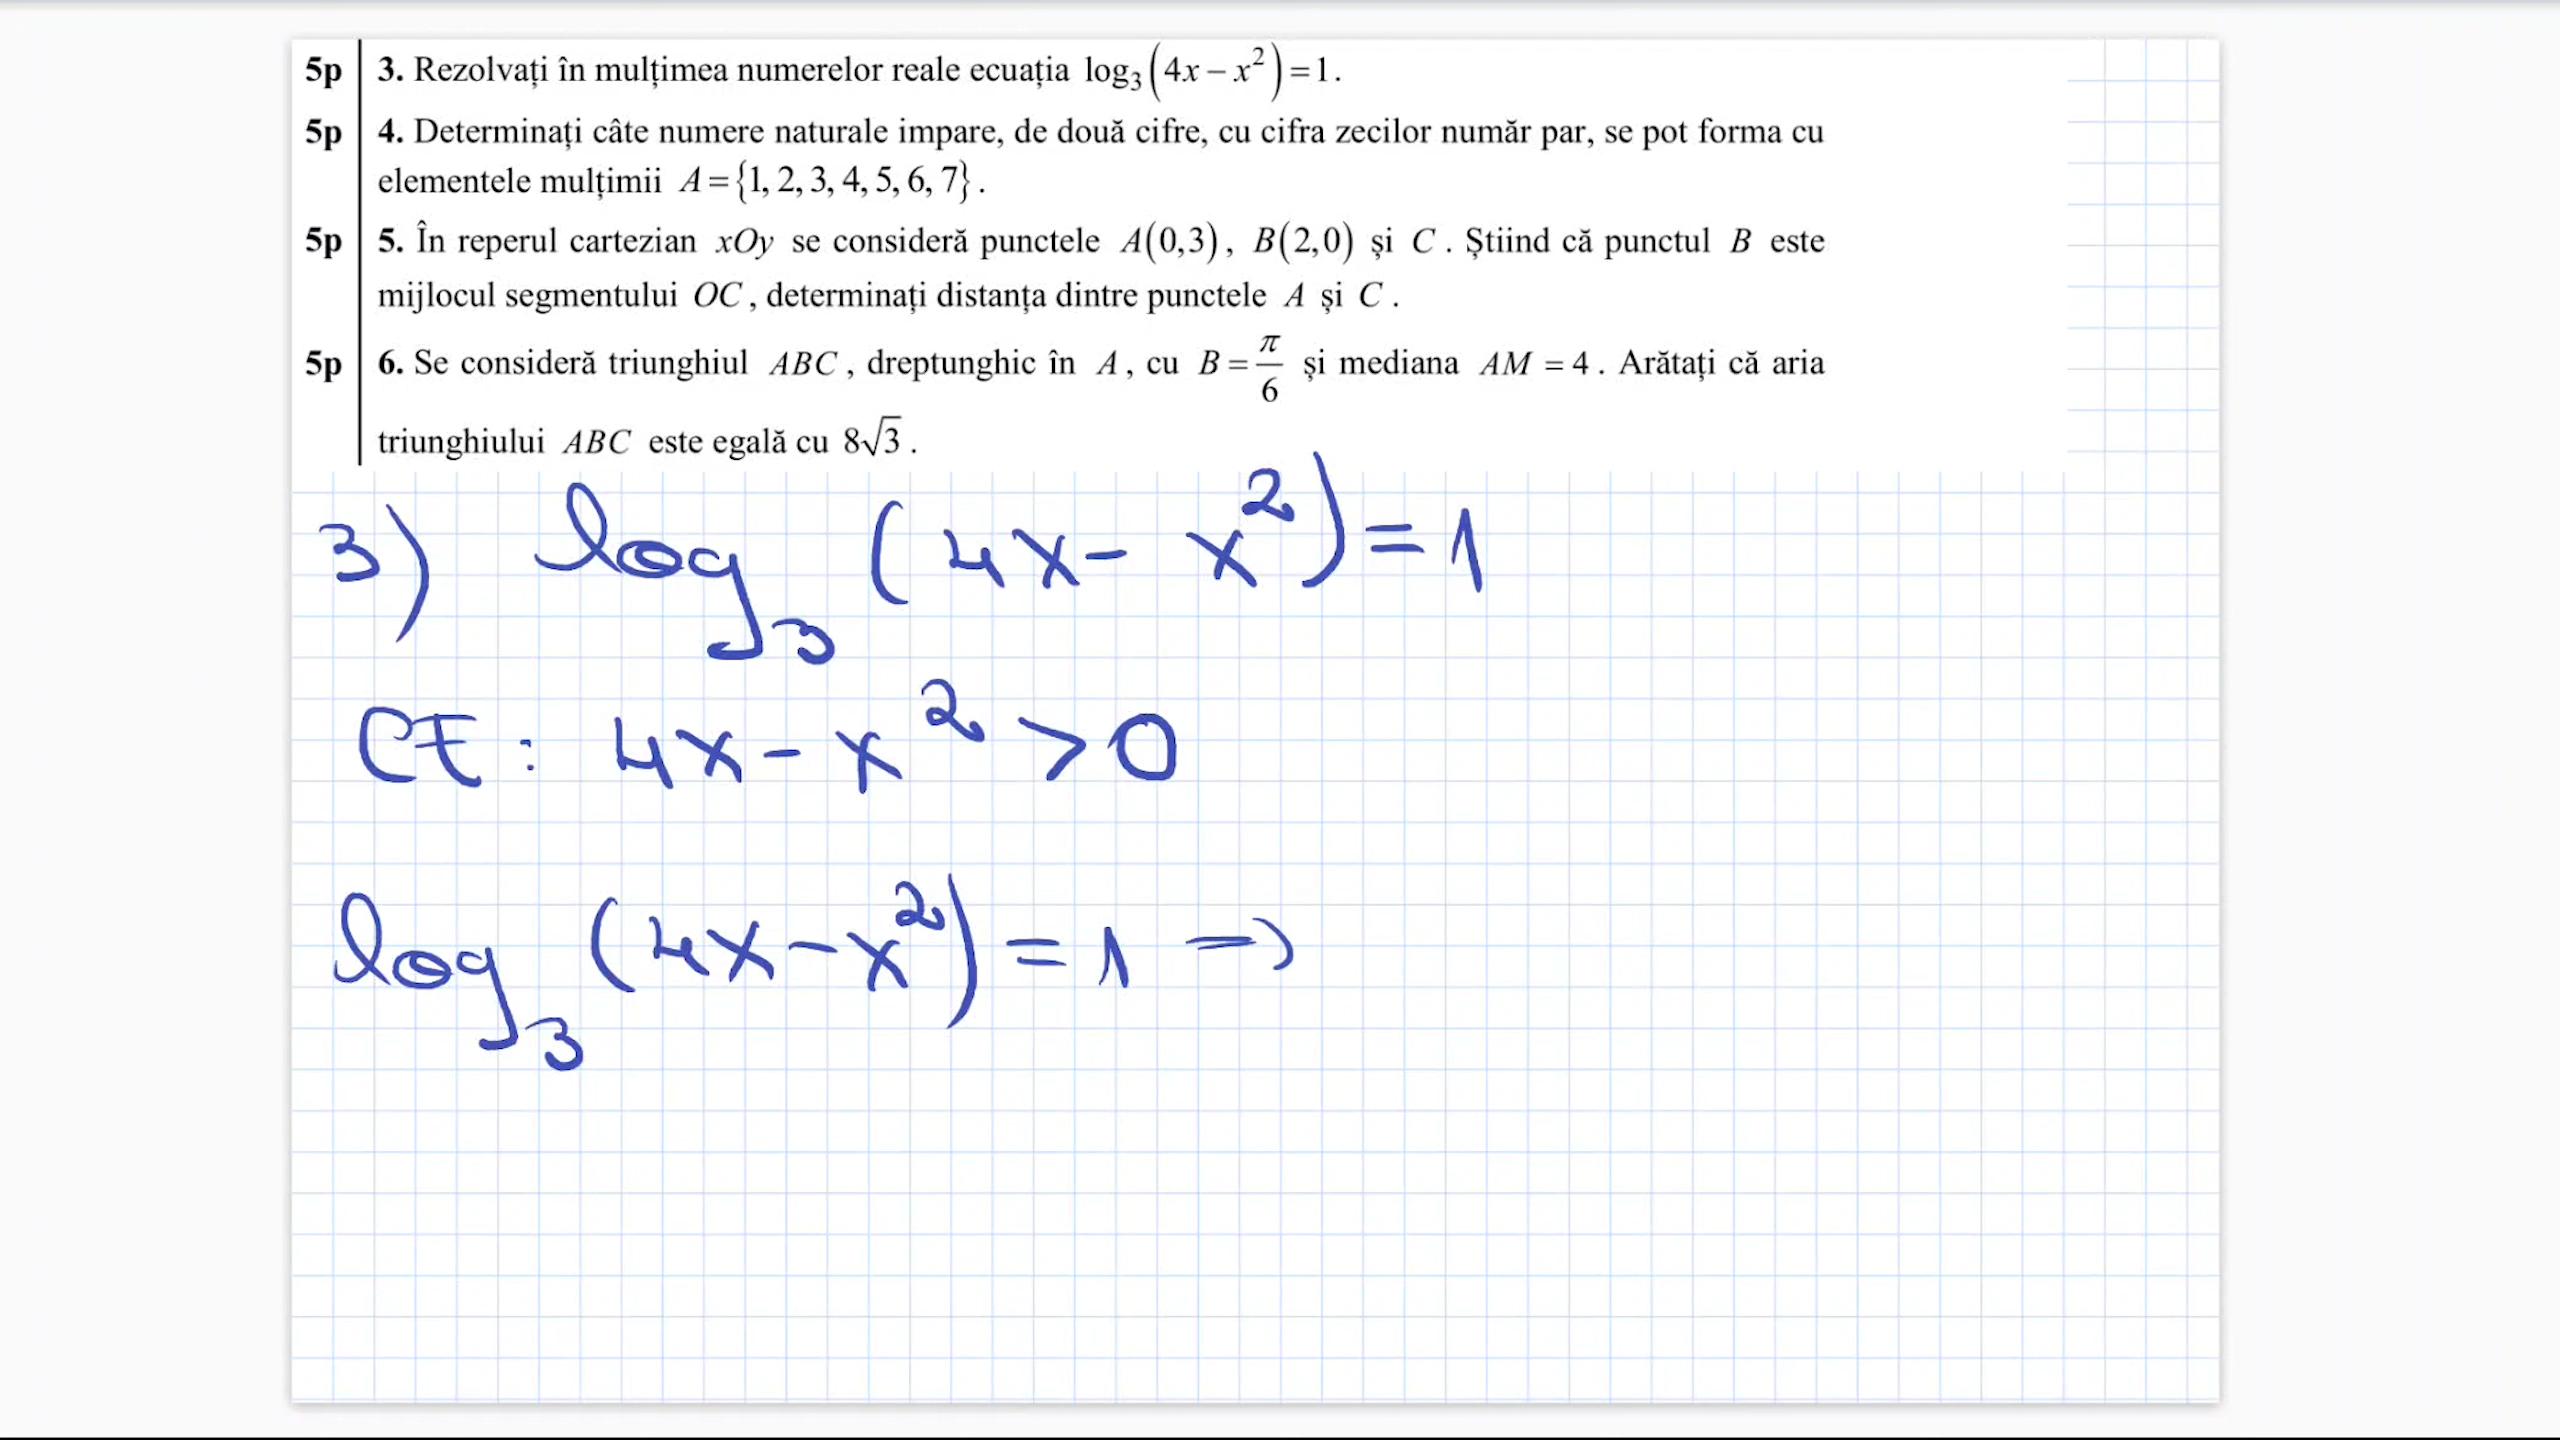 5p 3. Rezolvați în mulțimea numerelor reale ecuația log₃(4x − x²) = 1.
5p 4. Determinați câte numere naturale impare, de două cifre, cu cifra zecilor număr par, se pot forma cu
elementele mulțimii A = {1, 2, 3, 4, 5, 6, 7}.
5p 5. În reperul cartezian xOy se consideră punctele A(0,3), B(2,0) și C. Știind că punctul B este
mijlocul segmentului OC, determinați distanța dintre punctele A și C.
5p 6. Se consideră triunghiul ABC, dreptunghic în A, cu B = π/6 și mediana AM = 4. Arătați că aria
triunghiului ABC este egală cu 8√3.
3) log₃ (4x − x²) = 1
CE: 4x − x² > 0
log₃ (4x − x²) = 1 ⇒